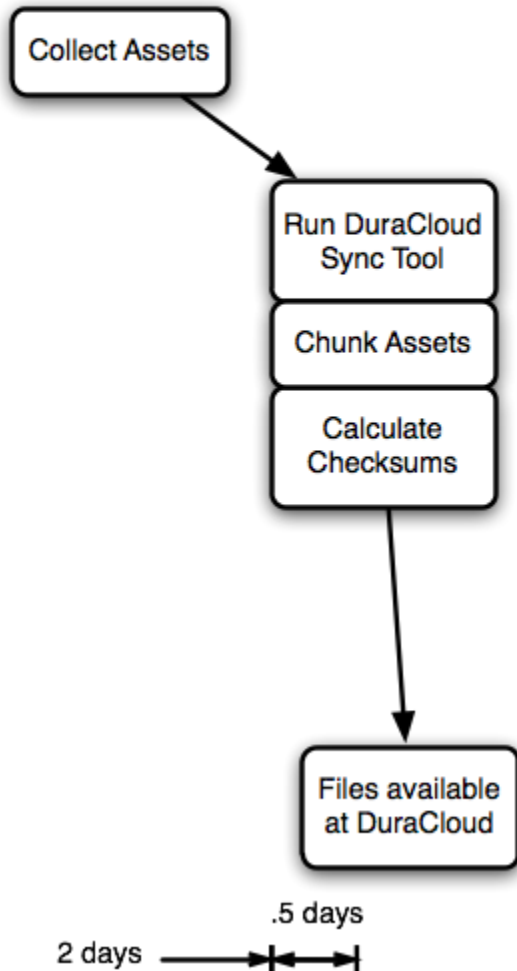 Collect Assets
Run DuraCloud
Sync Tool
Chunk Assets
Calculate
Checksums
Files available
at DuraCloud
.5 days
2 days